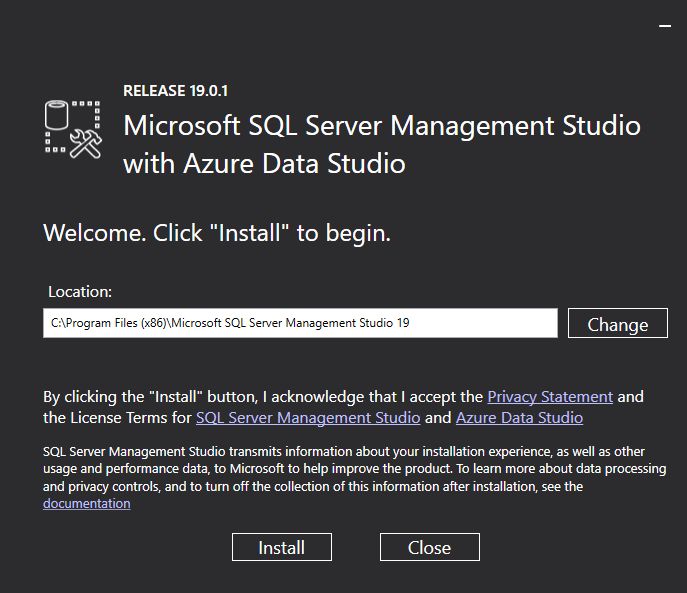 RELEASE 19.0.1
Microsoft SQL Server Management Studio
with Azure Data Studio
Welcome. Click "Install" to begin.
Location:
C:\Program Files (x86)\Microsoft SQL Server Management Studio 19
Change
By clicking the "Install" button, I acknowledge that I accept the Privacy Statement and
the License Terms for SQL Server Management Studio and Azure Data Studio
SQL Server Management Studio transmits information about your installation experience, as well as other
usage and performance data, to Microsoft to help improve the product. To learn more about data processing
and privacy controls, and to turn off the collection of this information after installation, see the
documentation
Install
Close